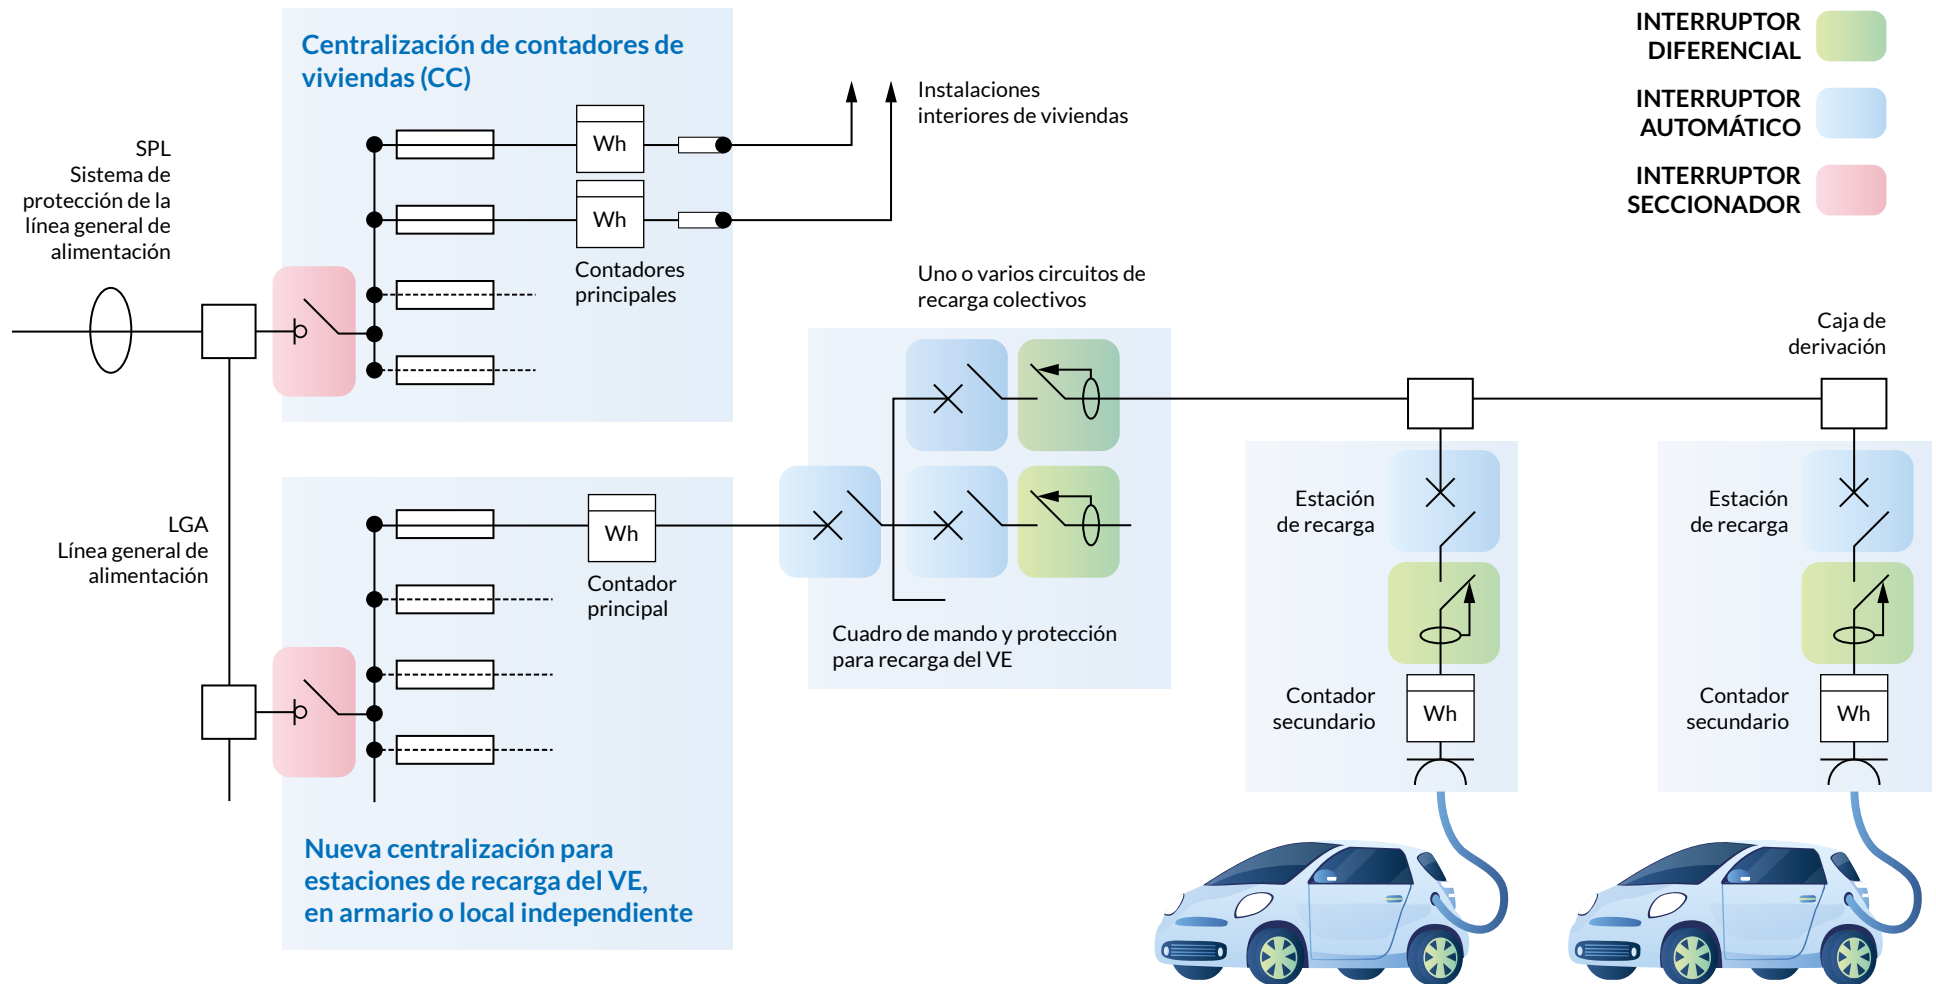 Centralización de contadores de
viviendas (CC)
INTERRUPTOR
DIFERENCIAL
INTERRUPTOR
AUTOMÁTICO
INTERRUPTOR
SECCIONADOR
Instalaciones
interiores de viviendas
SPL
Sistema de
protección de la
línea general de
alimentación
Wh
Wh
Contadores
principales
Uno o varios circuitos de
recarga colectivos
Caja de
derivación
LGA
Línea general de
alimentación
Wh
Contador
principal
Cuadro de mando y protección
para recarga del VE
Estación
de recarga
Contador
secundario
Wh
Estación
de recarga
Contador
secundario
Wh
Nueva centralización para
estaciones de recarga del VE,
en armario o local independiente